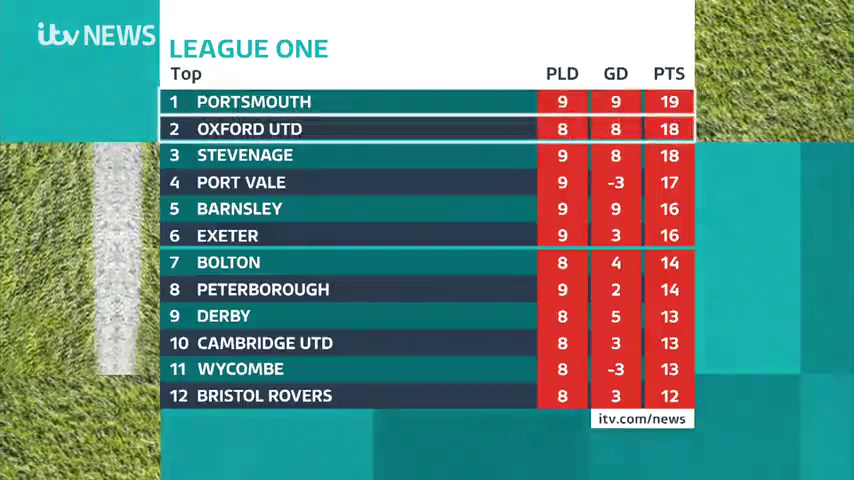 itv NEWS
LEAGUE ONE
Top PLD GD PTS
1 PORTSMOUTH 9 9 19
2 OXFORD UTD 8 8 18
3 STEVENAGE 9 8 18
4 PORT VALE 9 -3 17
5 BARNSLEY 9 9 16
6 EXETER 9 3 16
7 BOLTON 8 4 14
8 PETERBOROUGH 9 2 14
9 DERBY 8 5 13
10 CAMBRIDGE UTD 8 3 13
11 WYCOMBE 8 -3 13
12 BRISTOL ROVERS 8 3 12
itv.com/news